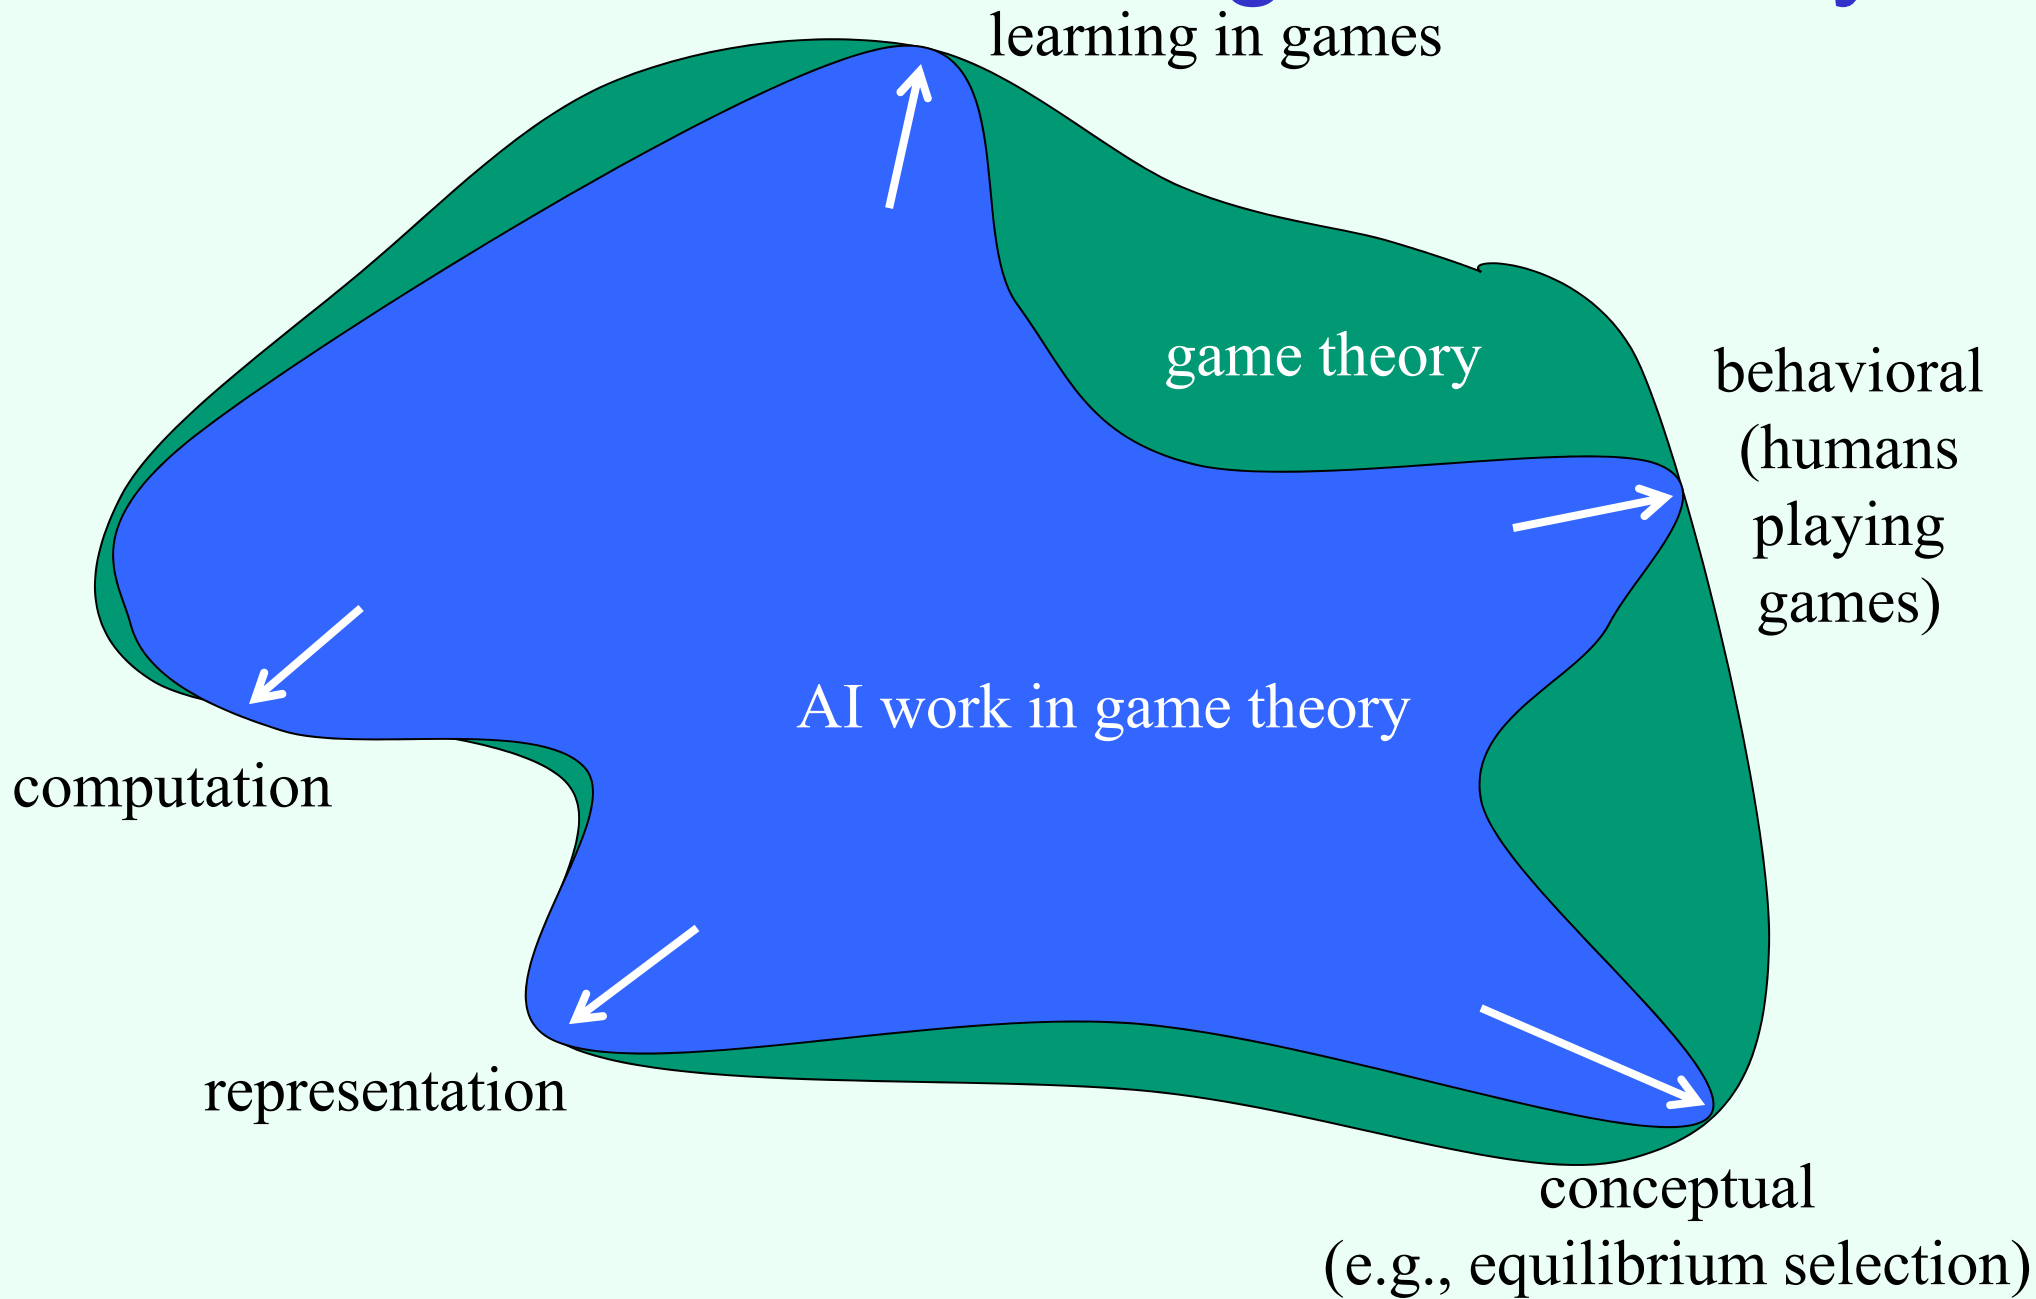 learning in games
game theory
behavioral
(humans
playing
games)
AI work in game theory
computation
representation
conceptual
(e.g., equilibrium selection)